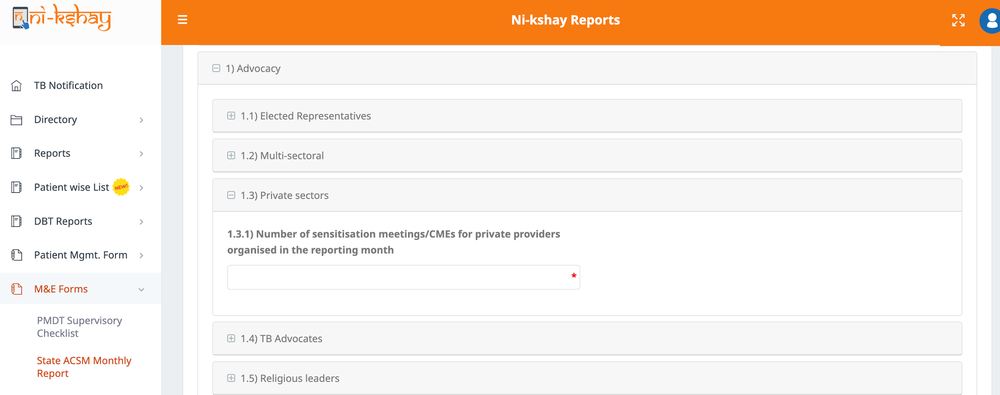 ni-kshay
Ni-kshay Reports
TB Notification
Directory
Reports
Patient wise List NEW!
DBT Reports
Patient Mgmt. Form
M&E Forms
PMDT Supervisory
Checklist
State ACSM Monthly
Report
1) Advocacy
1.1) Elected Representatives
1.2) Multi-sectoral
1.3) Private sectors
1.3.1) Number of sensitisation meetings/CMEs for private providers
organised in the reporting month
*
1.4) TB Advocates
1.5) Religious leaders